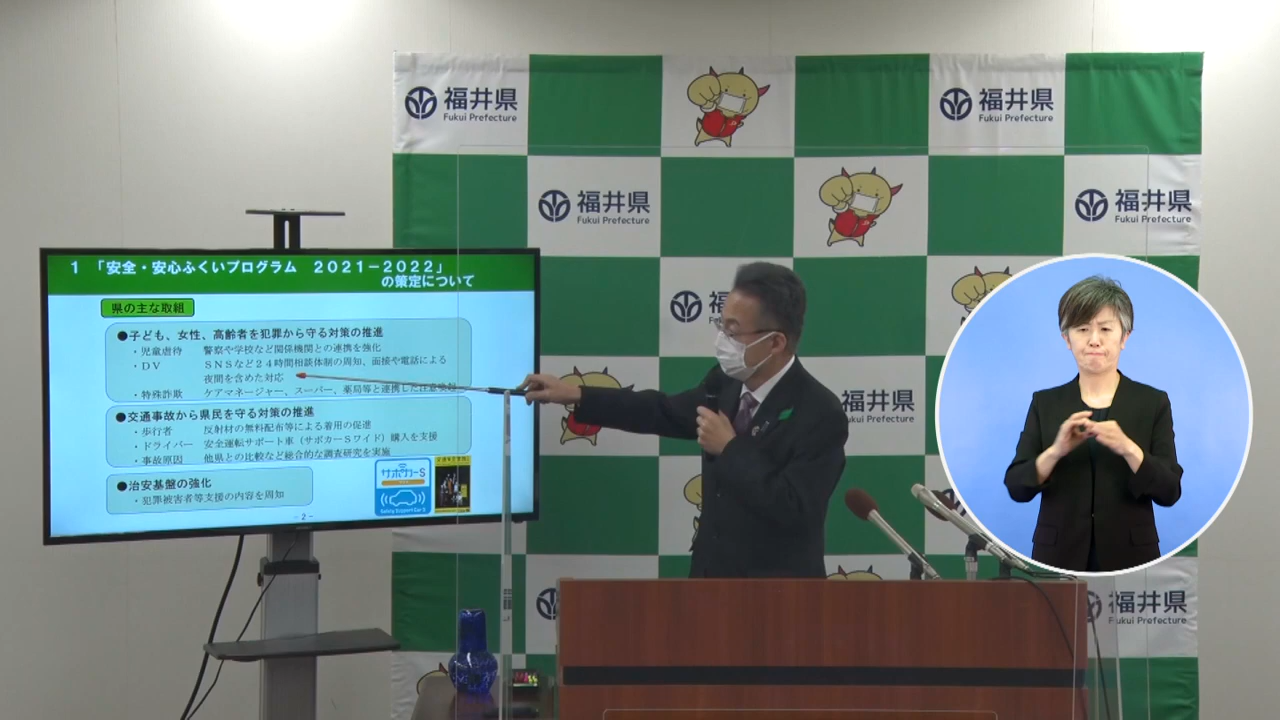 １ 「安全・安心ふくいプログラム ２０２１－２０２２」
の策定について
県の主な取組
●子ども、女性、高齢者を犯罪から守る対策の推進
・児童虐待 警察や学校など関係機関との連携を強化
・ＤＶ ＳＮＳなど２４時間相談体制の周知、面接や電話による
夜間を含めた対応
・特殊詐欺 ケアマネージャー、スーパー、薬局等と連携した注意喚起
●交通事故から県民を守る対策の推進
・歩行者 反射材の無料配布等による着用の促進
・ドライバー 安全運転サポート車（サポカーＳワイド）購入を支援
・事故原因 他県との比較など総合的な調査研究を実施
●治安基盤の強化
・犯罪被害者等支援の内容を周知
サポカーS
Safety Support Car S
－２－
福井県
Fukui Prefecture
福井県
Fukui Prefecture
福井県
Fukui Prefecture
福井県
Fukui Prefecture
福
福井県
Fukui Prefecture
福井県
Fukui Prefecture